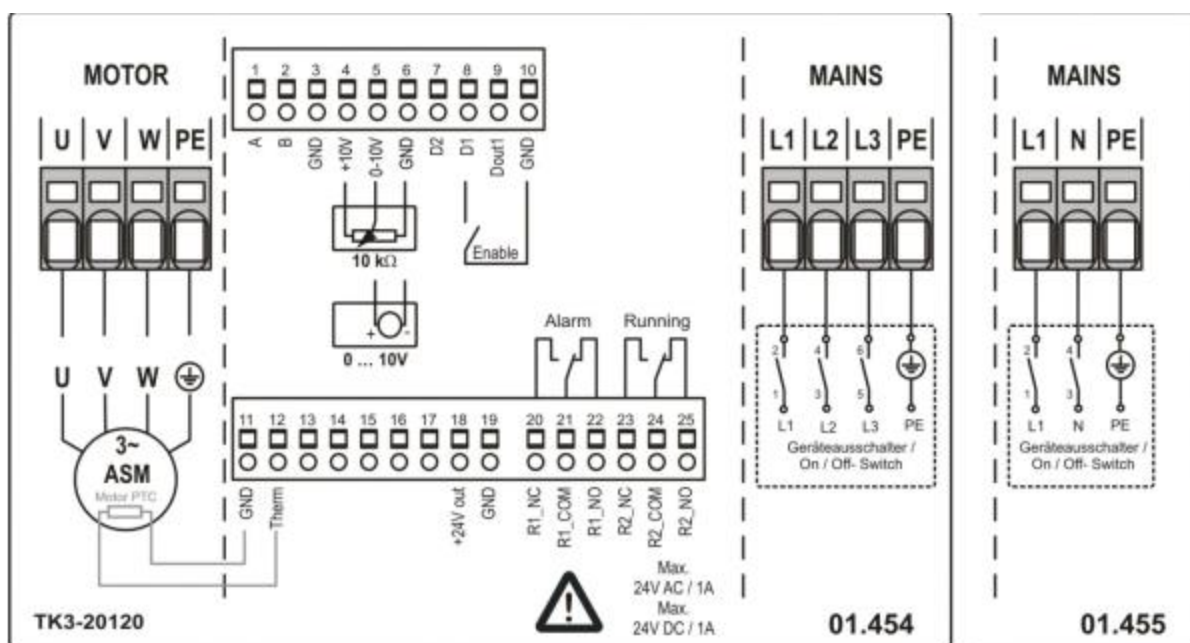 MOTOR
U V W PE
U V W
3~
ASM
Motor PTC
TK3-20120
1 2 3 4 5 6 7 8 9 10
A B GND +10V 0-10V GND D2 D1 Dout1 GND
10 kΩ
Enable
+ -
0 ... 10V
Alarm Running
11 12 13 14 15 16 17 18 19 20 21 22 23 24 25
GND Therm +24V out GND R1_NC R1_COM R1_NO R2_NC R2_COM R2_NO
!
Max.
24V AC / 1A
Max.
24V DC / 1A
MAINS
L1 L2 L3 PE
2 4 6
1 3 5
L1 L2 L3 PE
Geräteausschalter /
On / Off- Switch
01.454
MAINS
L1 N PE
2 4
1 3
L1 N PE
Geräteausschalter /
On / Off- Switch
01.455